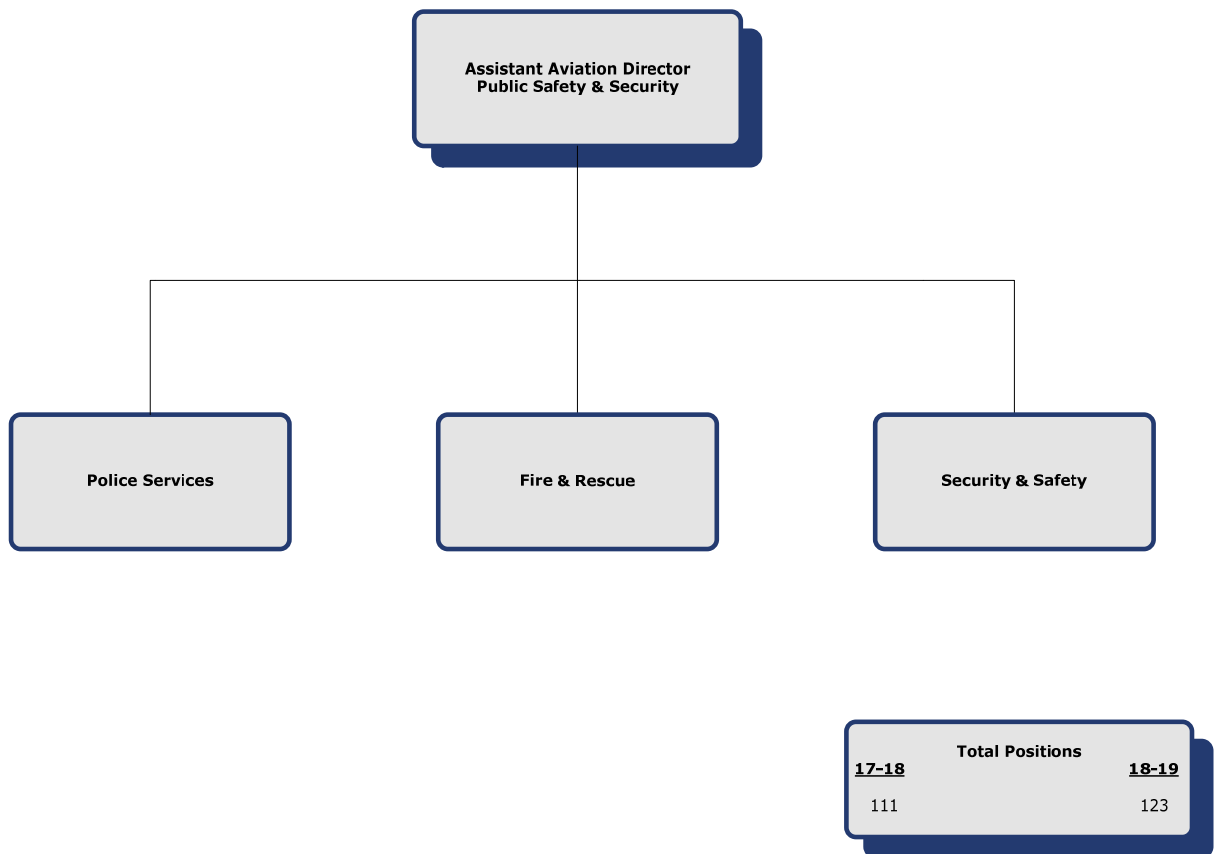 Assistant Aviation Director
Public Safety & Security
Police Services
Fire & Rescue
Security & Safety
Total Positions
17-18 18-19
111 123